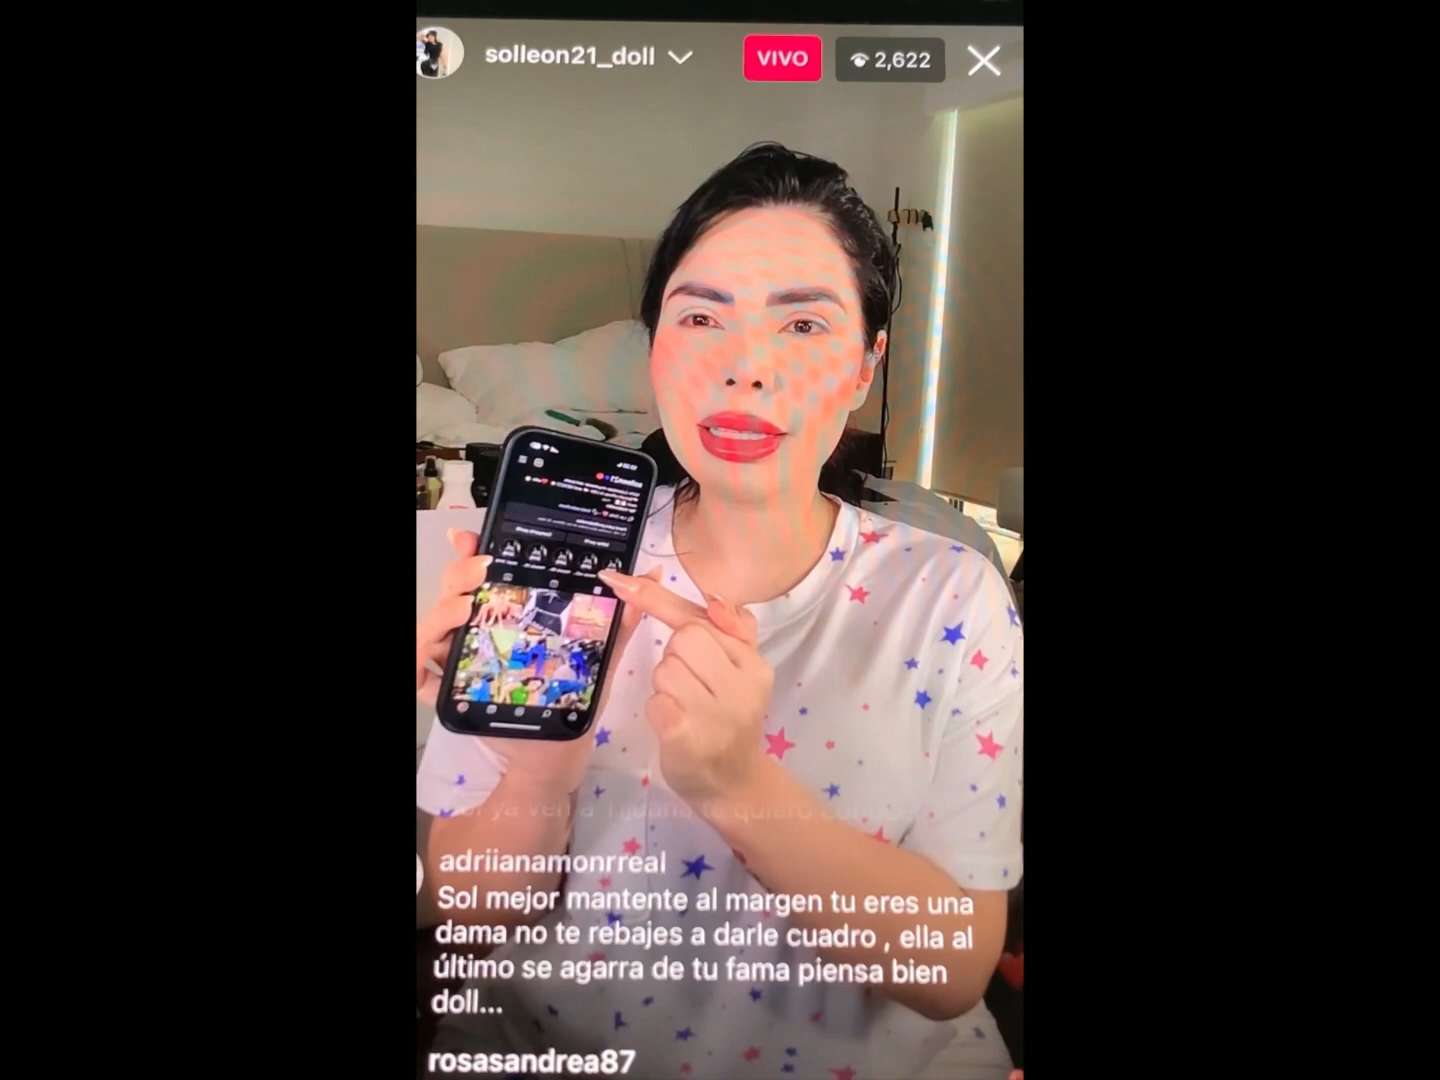 solleon21_doll
VIVO
2,622
adriianamonrreal
Sol mejor mantente al margen tu eres una
dama no te rebajes a darle cuadro , ella al
último se agarra de tu fama piensa bien
doll...
rosasandrea87